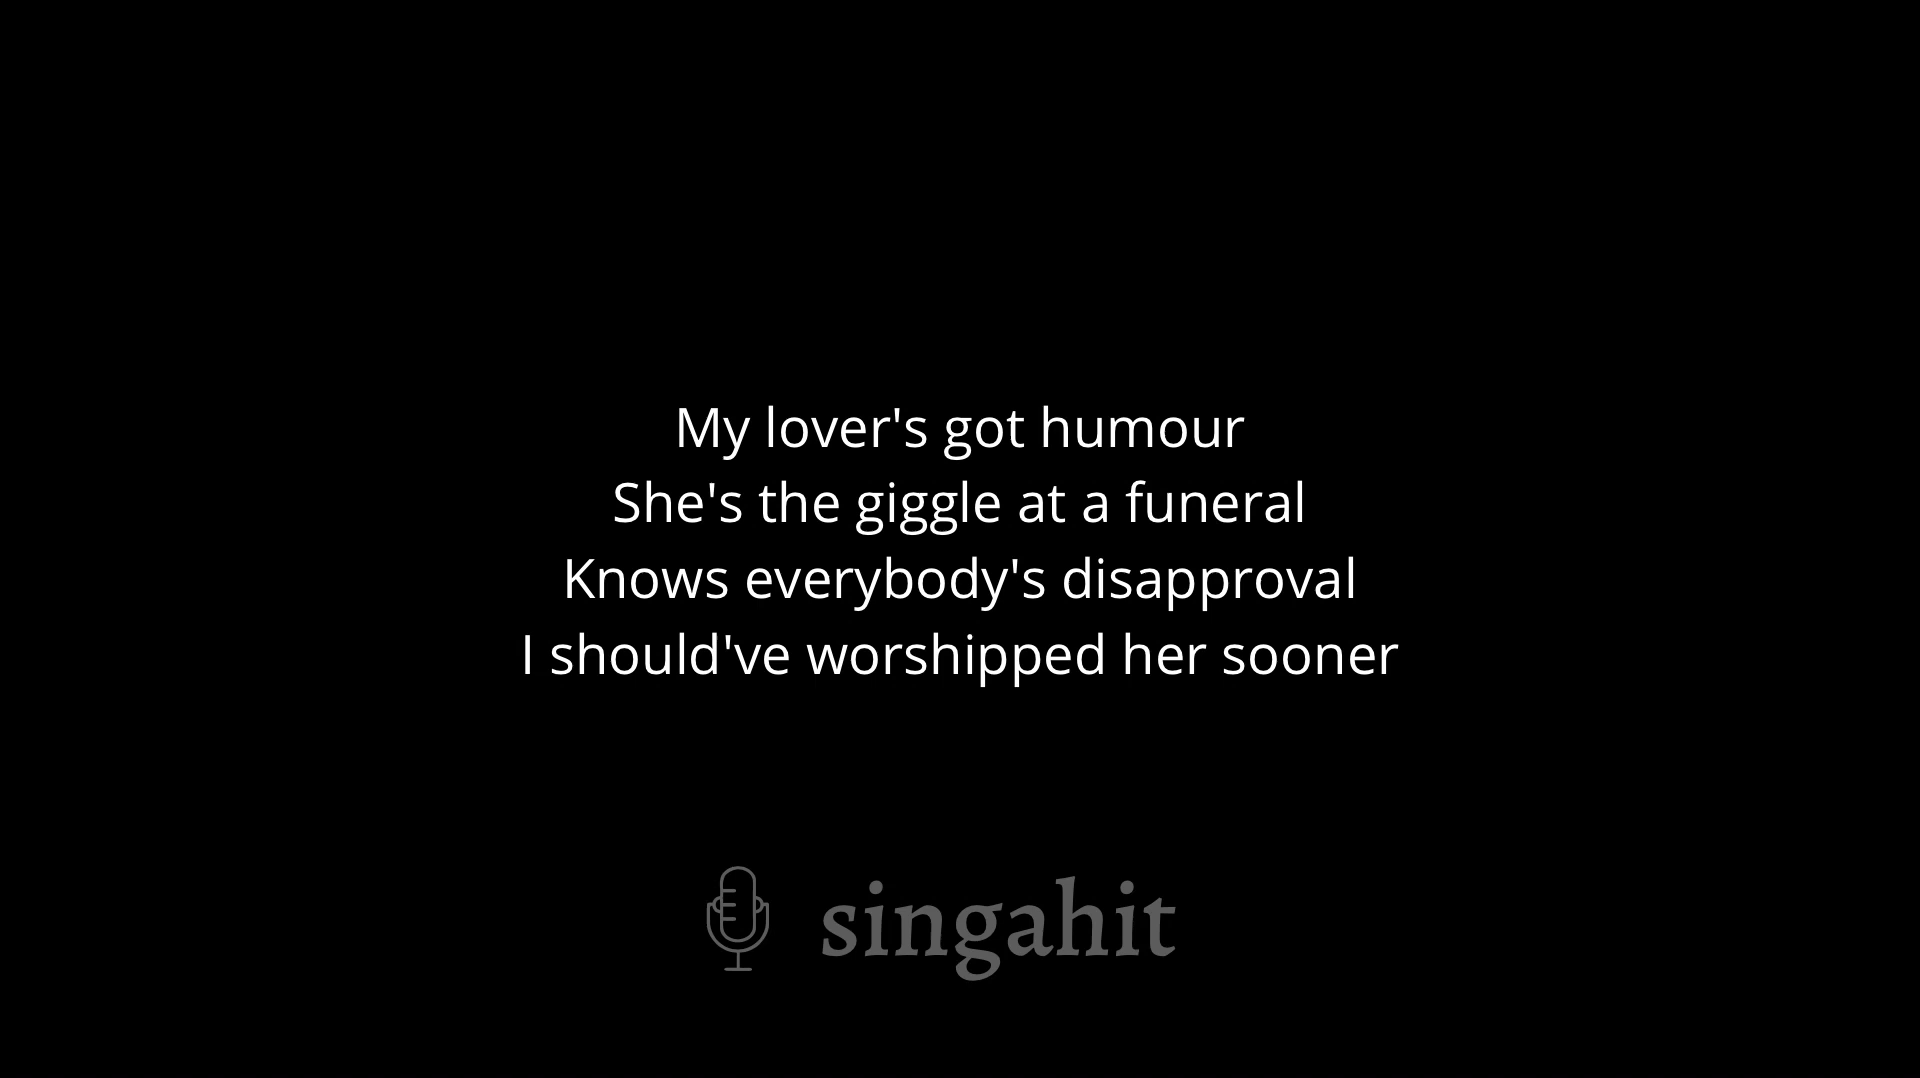 My lover's got humour
She's the giggle at a funeral
Knows everybody's disapproval
I should've worshipped her sooner
singahit